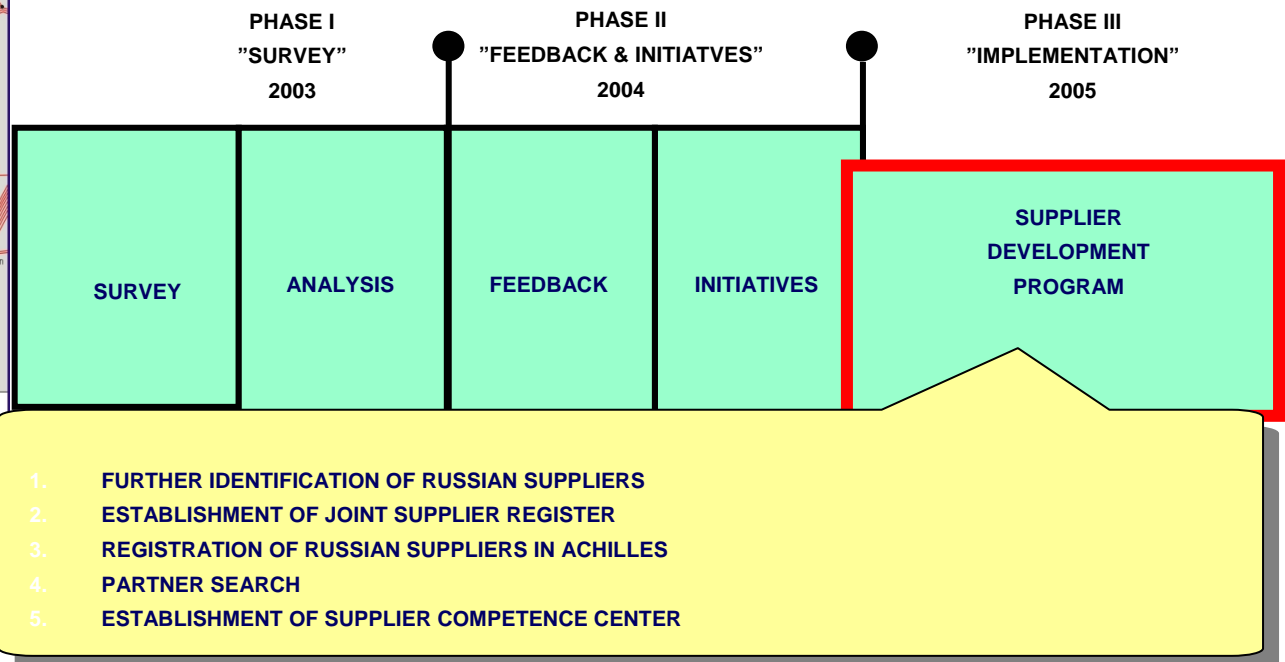 PHASE I
”SURVEY”
2003
PHASE II
”FEEDBACK & INITIATVES”
2004
PHASE III
”IMPLEMENTATION”
2005
SURVEY
ANALYSIS
FEEDBACK
INITIATIVES
SUPPLIER
DEVELOPMENT
PROGRAM
1. FURTHER IDENTIFICATION OF RUSSIAN SUPPLIERS
2. ESTABLISHMENT OF JOINT SUPPLIER REGISTER
3. REGISTRATION OF RUSSIAN SUPPLIERS IN ACHILLES
4. PARTNER SEARCH
5. ESTABLISHMENT OF SUPPLIER COMPETENCE CENTER